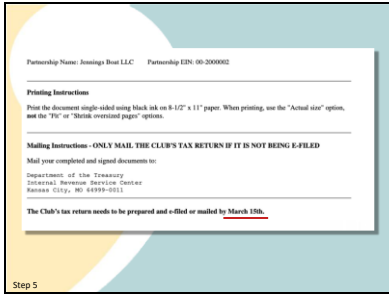 Partnership Name: Jennings Boat LLC Partnership EIN: 00-2000002
Printing Instructions
Print the document single-sided using black ink on 8-1/2" x 11" paper. When printing, use the "Actual size" option,
not the "Fit" or "Shrink oversized pages" options.
Mailing Instructions - ONLY MAIL THE CLUB'S TAX RETURN IF IT IS NOT BEING E-FILED
Mail your completed and signed documents to:
Department of the Treasury
Internal Revenue Service Center
Kansas City, MO 64999-0011
The Club's tax return needs to be prepared and e-filed or mailed by March 15th.
Step 5